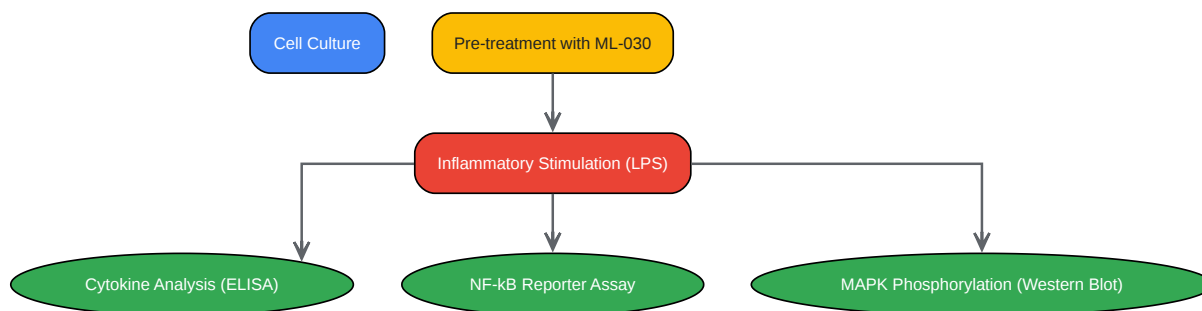 Cell Culture
Pre-treatment with ML-030
Inflammatory Stimulation (LPS)
Cytokine Analysis (ELISA)
NF-kB Reporter Assay
MAPK Phosphorylation (Western Blot)